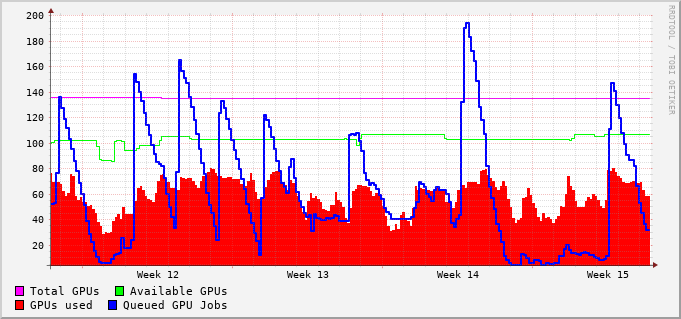 200
180
160
140
120
100
80
60
40
20
Week 12 Week 13 Week 14 Week 15
Total GPUs Available GPUs
GPUs used Queued GPU Jobs
RRDTOOL / TOBI OETIKER